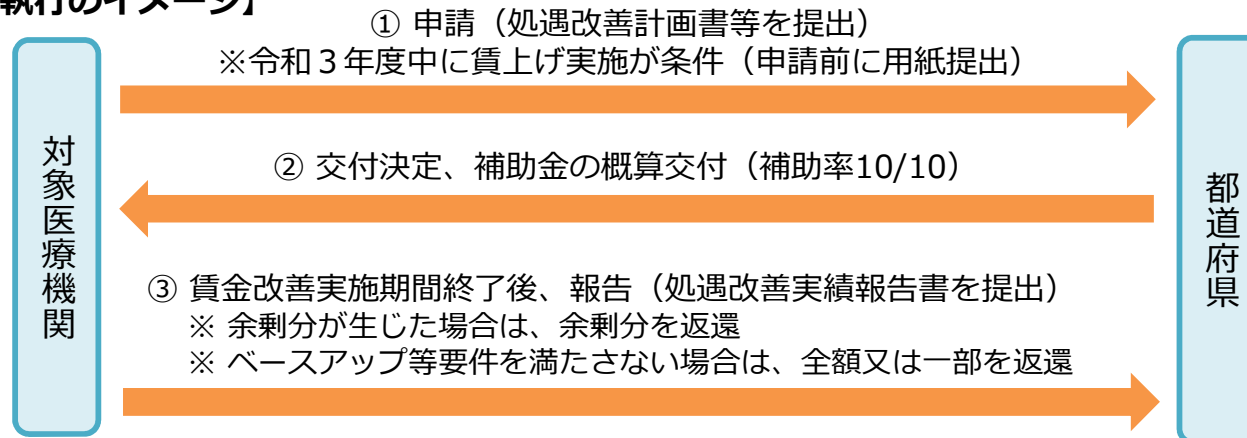 執行のイメージ】
① 申請（処遇改善計画書等を提出）
※令和３年度中に賃上げ実施が条件（申請前に用紙提出）
対象医療機関
② 交付決定、補助金の概算交付（補助率10/10）
都道府県
③ 賃金改善実施期間終了後、報告（処遇改善実績報告書を提出）
※ 余剰分が生じた場合は、余剰分を返還
※ ベースアップ等要件を満たさない場合は、全額又は一部を返還